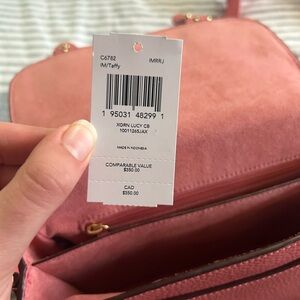 C6782 IMRRJ
IM/Taffy
1 95031 48299 1
XGRN LUCY CB
10011265JAX
MADE IN INDONESIA
COMPARABLE VALUE
$350.00
CAD
$350.00